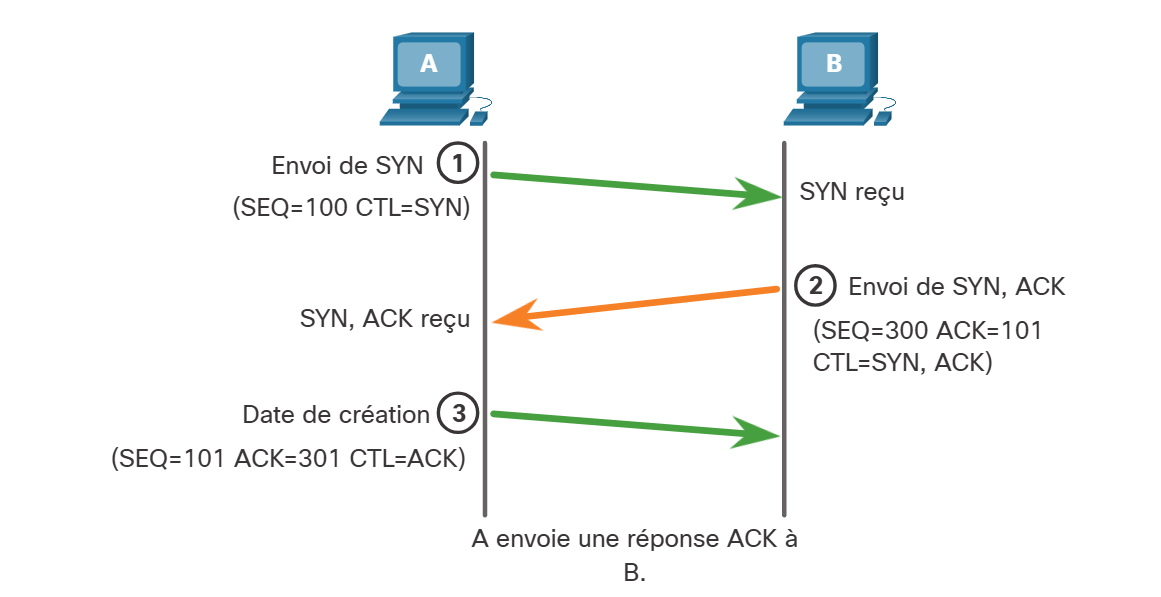 A
B
Envoi de SYN 1
(SEQ=100 CTL=SYN)
SYN reçu
2 Envoi de SYN, ACK
(SEQ=300 ACK=101
CTL=SYN, ACK)
SYN, ACK reçu
Date de création 3
(SEQ=101 ACK=301 CTL=ACK)
A envoie une réponse ACK à
B.